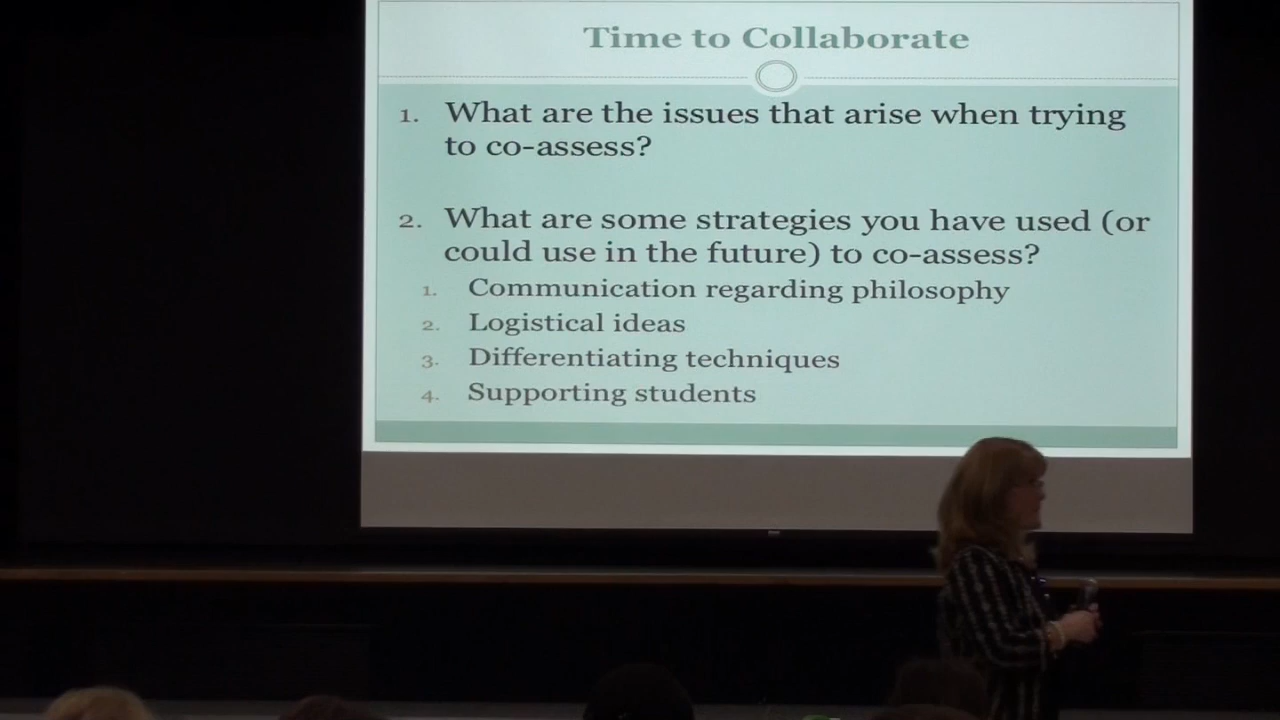 Time to Collaborate
1. What are the issues that arise when trying
to co-assess?
2. What are some strategies you have used (or
could use in the future) to co-assess?
1. Communication regarding philosophy
2. Logistical ideas
3. Differentiating techniques
4. Supporting students